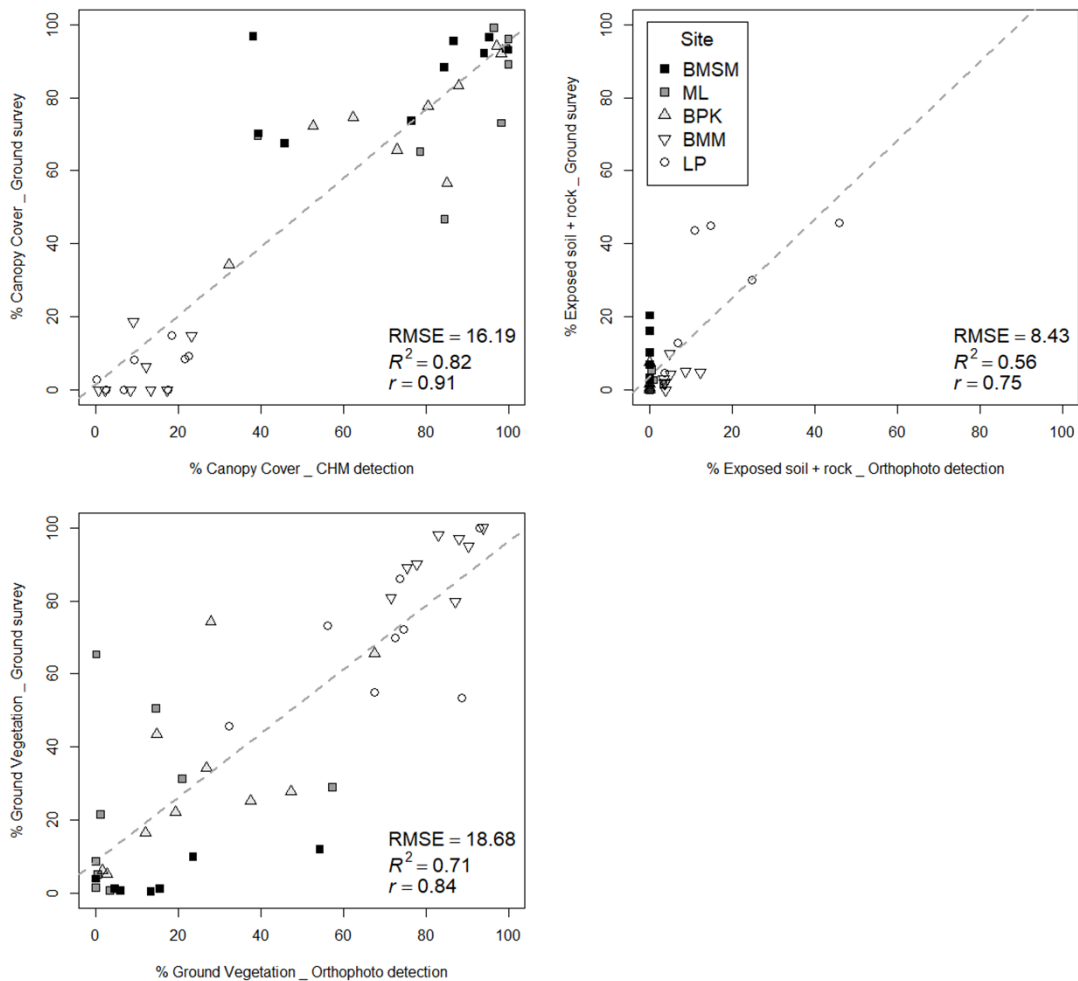 % Canopy Cover _ Ground survey
100
80
60
40
20
0
RMSE = 16.19
R² = 0.82
r = 0.91
0 20 40 60 80 100
% Canopy Cover _ CHM detection
% Exposed soil + rock _ Ground survey
100
80
60
40
20
0
Site
BMSM
ML
BPK
BMM
LP
RMSE = 8.43
R² = 0.56
r = 0.75
0 20 40 60 80 100
% Exposed soil + rock _ Orthophoto detection
% Ground Vegetation _ Ground survey
100
80
60
40
20
0
RMSE = 18.68
R² = 0.71
r = 0.84
0 20 40 60 80 100
% Ground Vegetation _ Orthophoto detection